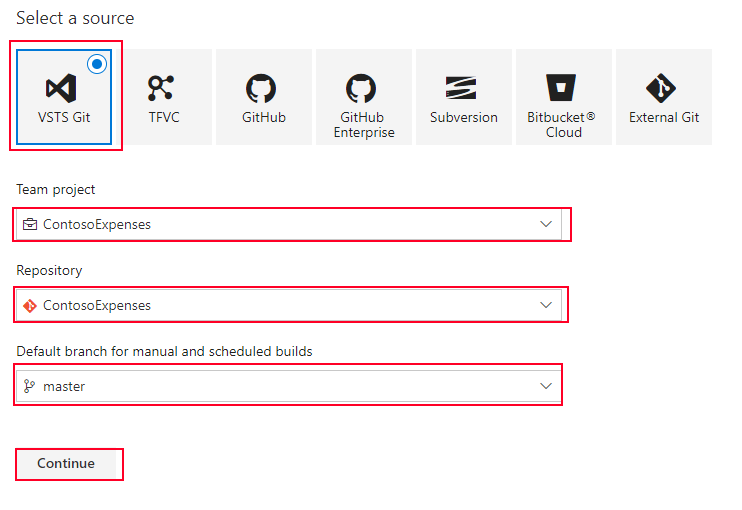 Select a source
VSTS Git
TFVC
GitHub
GitHub
Enterprise
Subversion
Bitbucket®
Cloud
External Git
Team project
ContosoExpenses
Repository
ContosoExpenses
Default branch for manual and scheduled builds
master
Continue